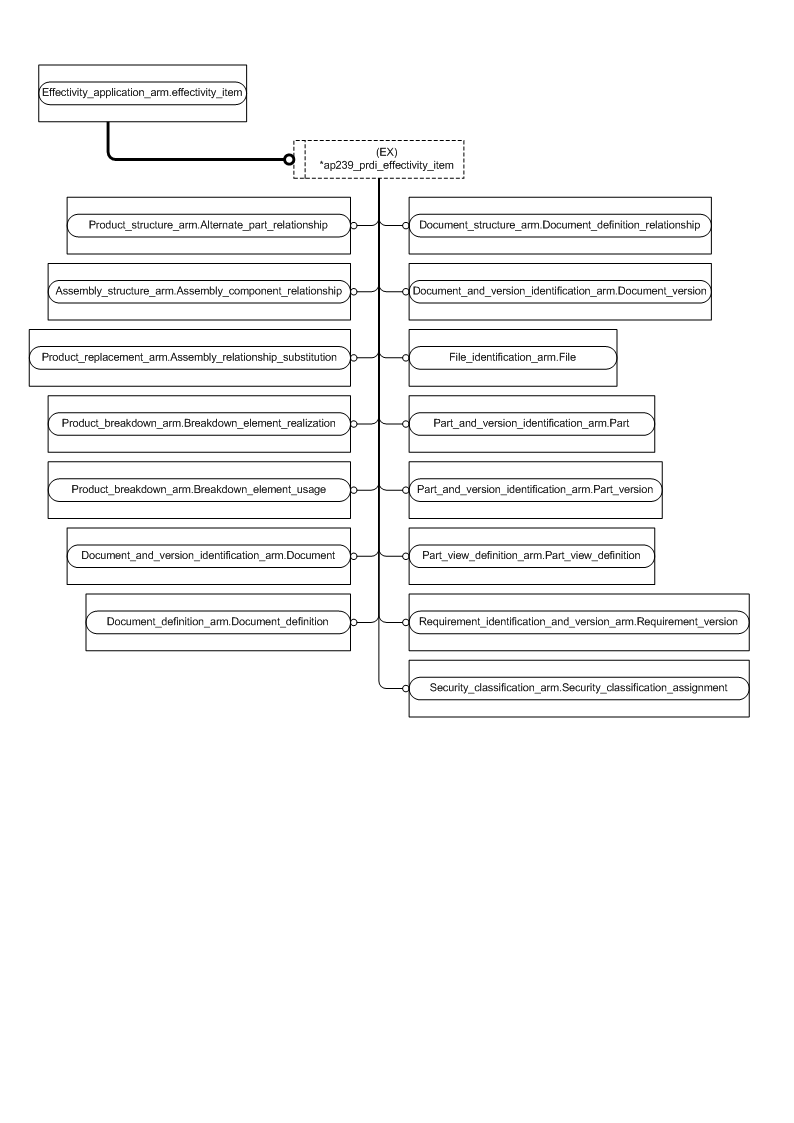 Effectivity_application_arm.effectivity_item
(EX)
*ap239_prdi_effectivity_item
Product_structure_arm.Alternate_part_relationship
Document_structure_arm.Document_definition_relationship
Assembly_structure_arm.Assembly_component_relationship
Document_and_version_identification_arm.Document_version
Product_replacement_arm.Assembly_relationship_substitution
File_identification_arm.File
Product_breakdown_arm.Breakdown_element_realization
Part_and_version_identification_arm.Part
Product_breakdown_arm.Breakdown_element_usage
Part_and_version_identification_arm.Part_version
Document_and_version_identification_arm.Document
Part_view_definition_arm.Part_view_definition
Document_definition_arm.Document_definition
Requirement_identification_and_version_arm.Requirement_version
Security_classification_arm.Security_classification_assignment